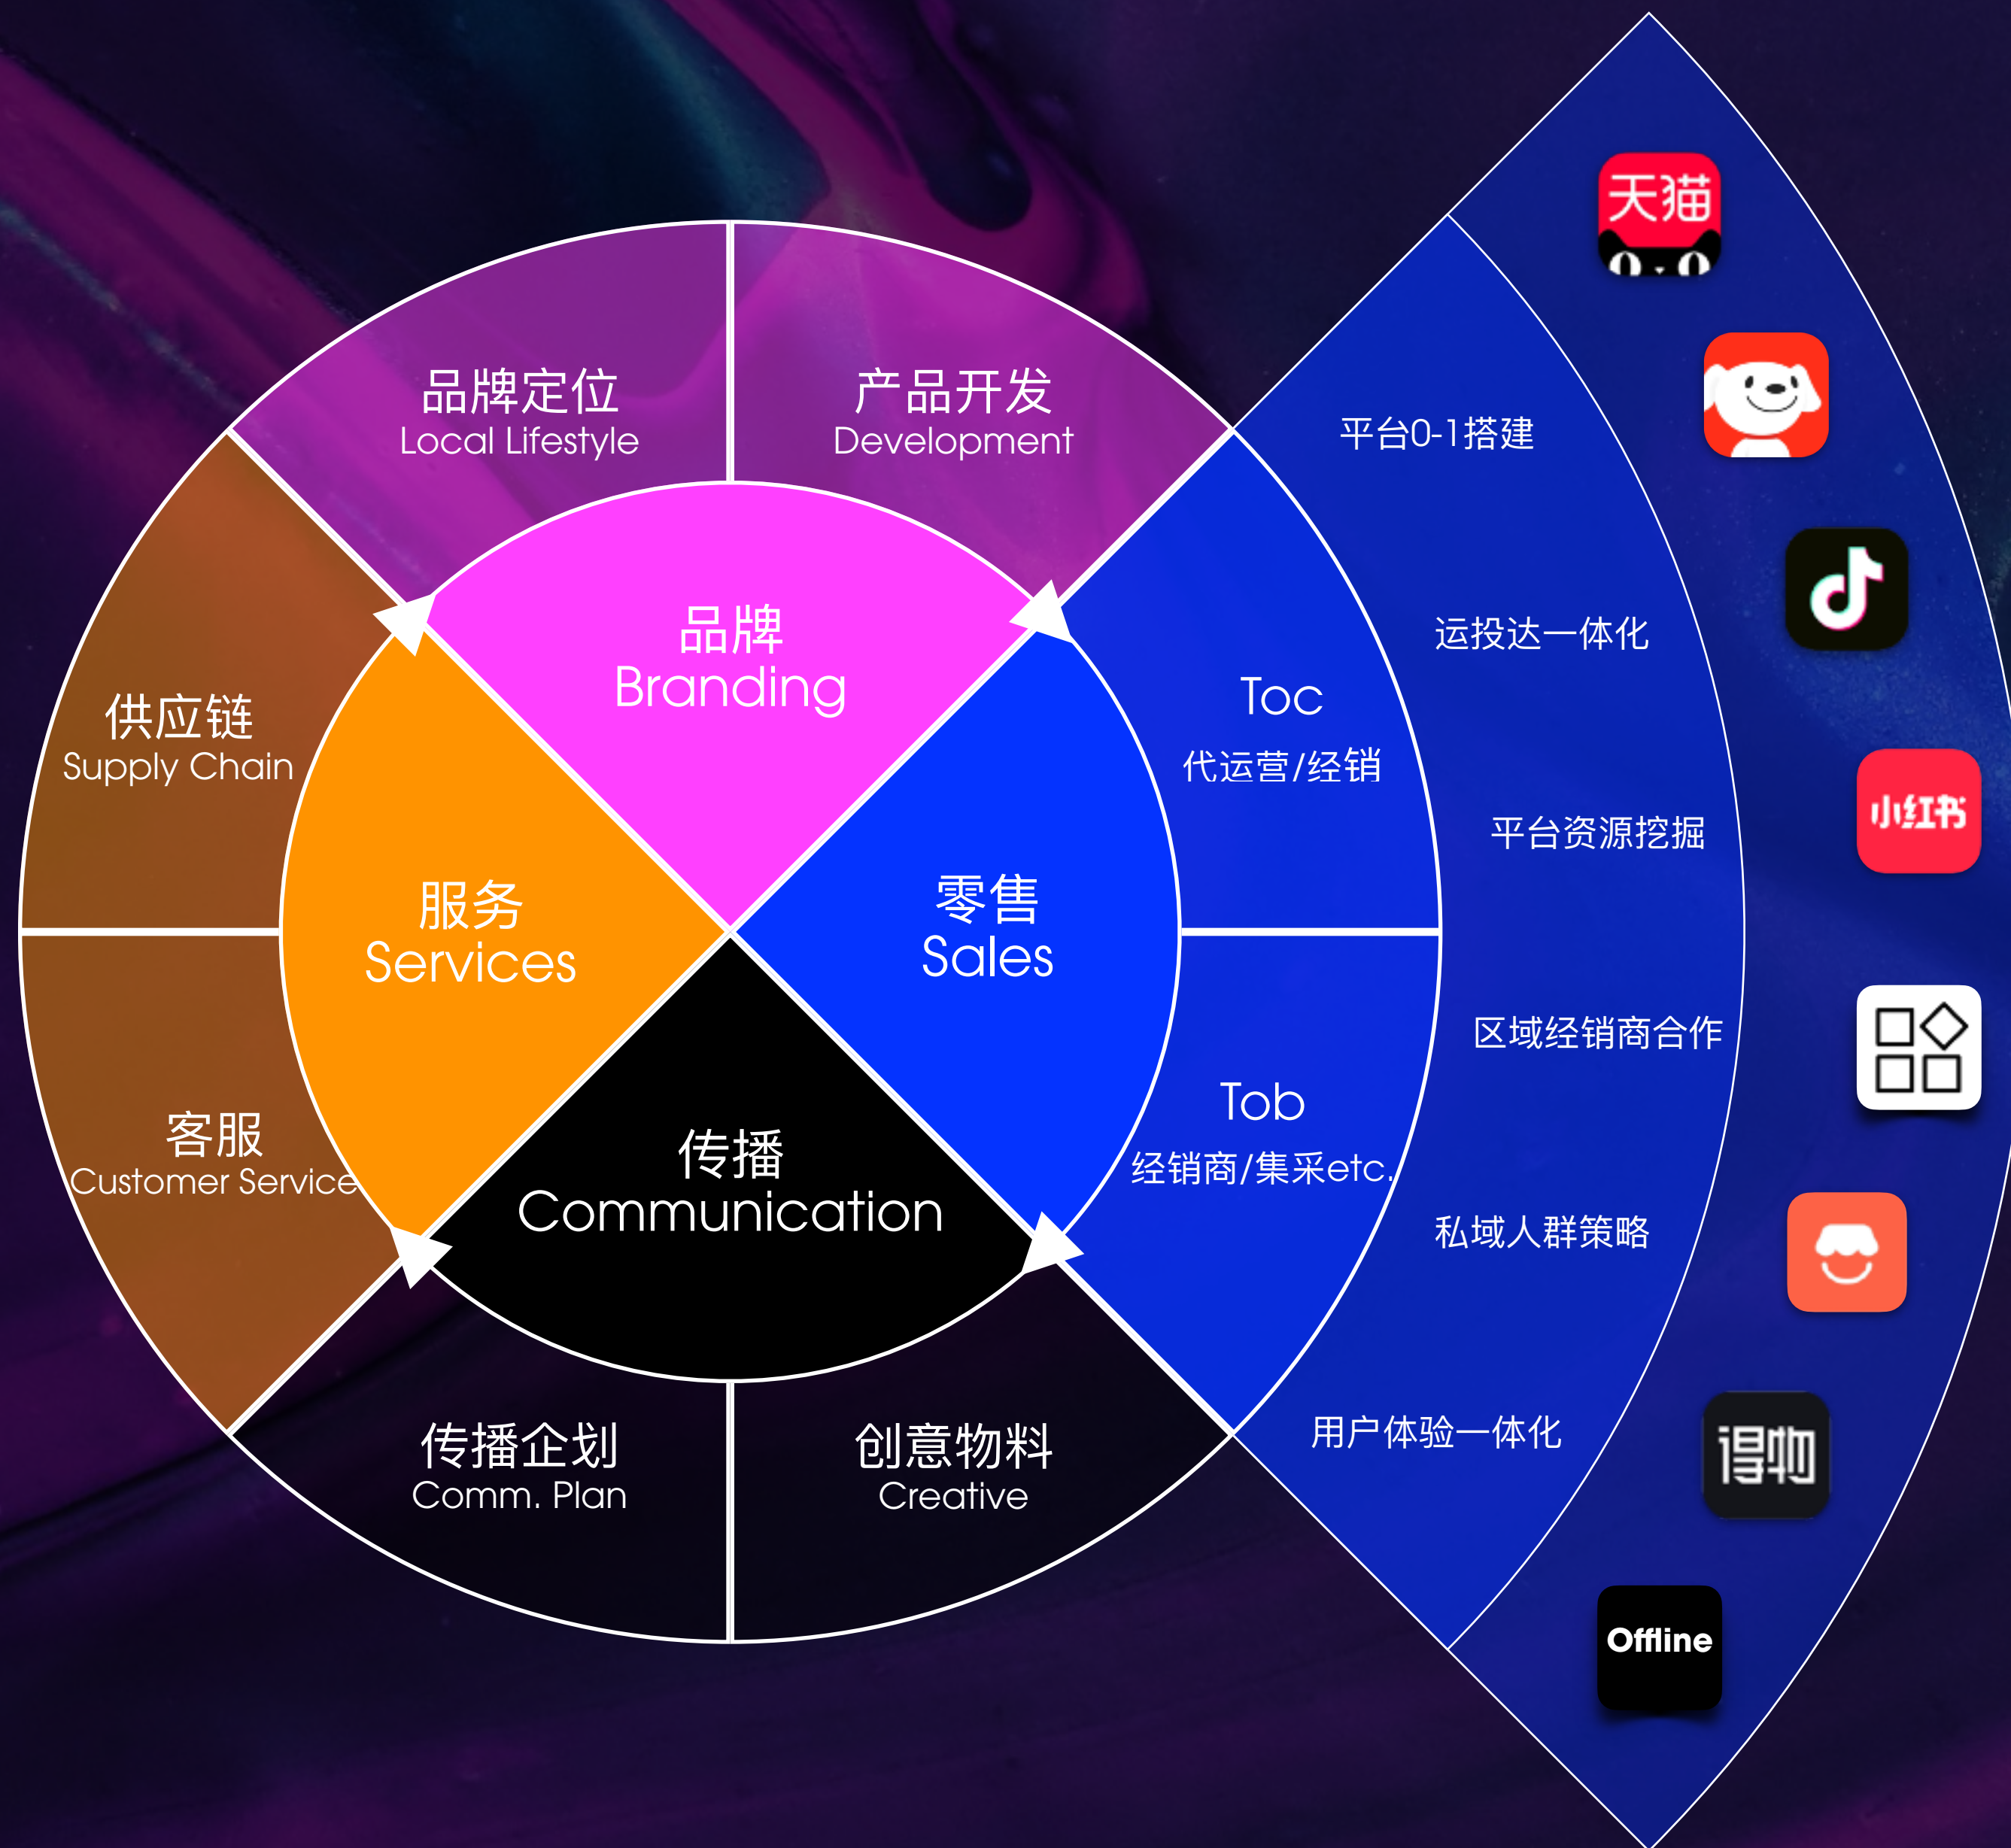 品牌定位
Local Lifestyle
产品开发
Development
品牌
Branding
供应链
Supply Chain
服务
Services
客服
Customer Service
零售
Sales
传播
Communication
传播企划
Comm. Plan
创意物料
Creative
Toc
代运营/经销
Tob
经销商/集采etc.
平台0-1搭建
运投达一体化
平台资源挖掘
区域经销商合作
私域人群策略
用户体验一体化
天猫
小红书
得物
Offline